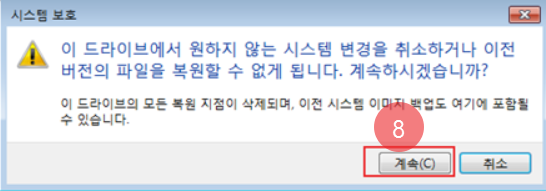 시스템 보호
이 드라이브에서 원하지 않는 시스템 변경을 취소하거나 이전
버전의 파일을 복원할 수 없게 됩니다. 계속하시겠습니까?
이 드라이브의 모든 복원 지점이 삭제되며, 이전 시스템 이미지 백업도 여기에 포함될
수 있습니다.
8
계속(C)
취소